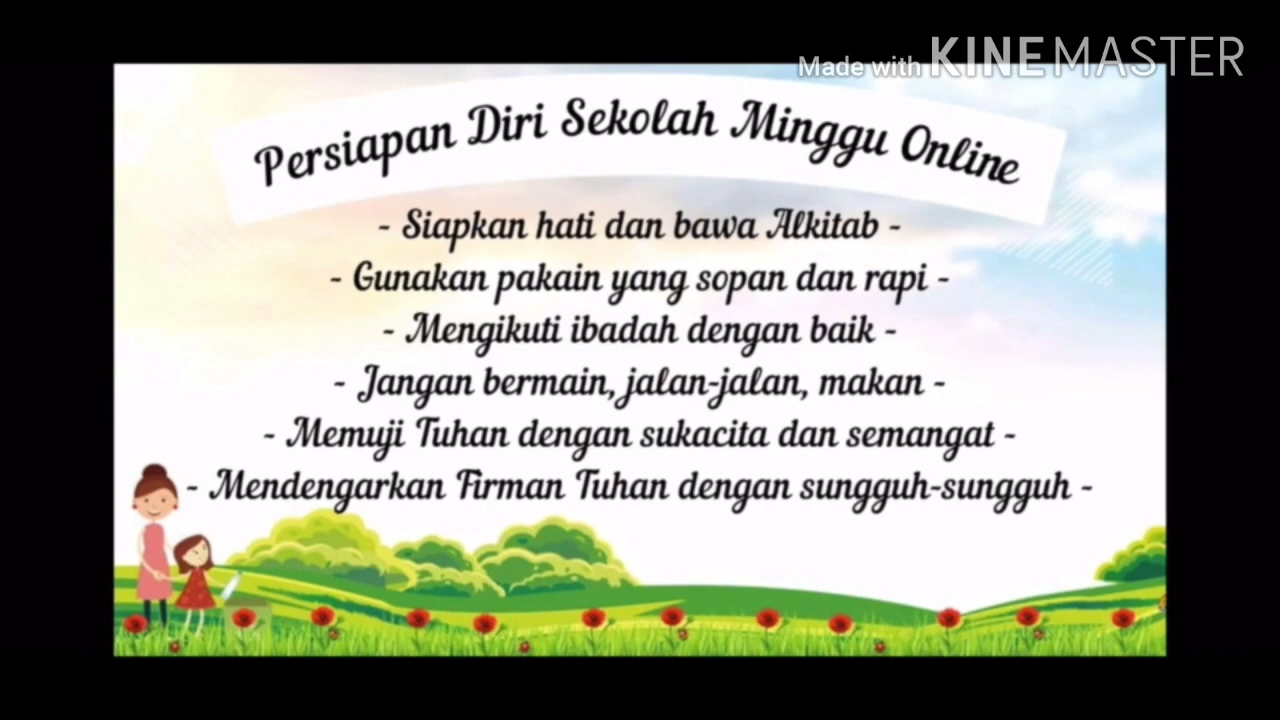 Made with KINEMASTER
Persiapan Diri Sekolah Minggu Online
- Siapkan hati dan bawa Alkitab -
- Gunakan pakain yang sopan dan rapi -
- Mengikuti ibadah dengan baik -
- Jangan bermain, jalan-jalan, makan -
- Memuji Tuhan dengan sukacita dan semangat -
- Mendengarkan Firman Tuhan dengan sungguh-sungguh -